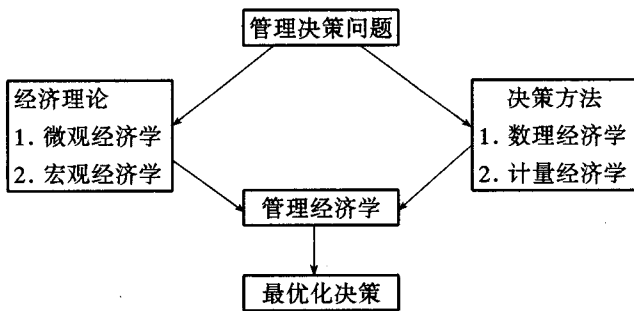 管理决策问题
经济理论
1. 微观经济学
2. 宏观经济学
决策方法
1. 数理经济学
2. 计量经济学
管理经济学
最优化决策